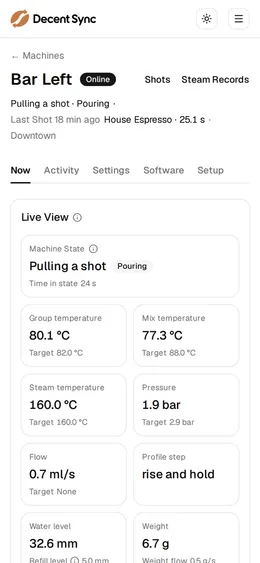 Decent Sync
← Machines
Bar Left Online Shots Steam Records
Pulling a shot · Pouring ·
Last Shot 18 min ago House Espresso · 25.1 s ·
Downtown
Now Activity Settings Software Setup
Live View
Machine State
Pulling a shot Pouring
Time in state 24 s
Group temperature
80.1 °C
Target 82.0 °C
Mix temperature
77.3 °C
Target 88.0 °C
Steam temperature
160.0 °C
Target 160.0 °C
Pressure
1.9 bar
Target 2.9 bar
Flow
0.7 ml/s
Target None
Profile step
rise and hold
Water level
32.6 mm
Refill level 5.0 mm
Weight
6.7 g
Weight flow 0.5 g/s